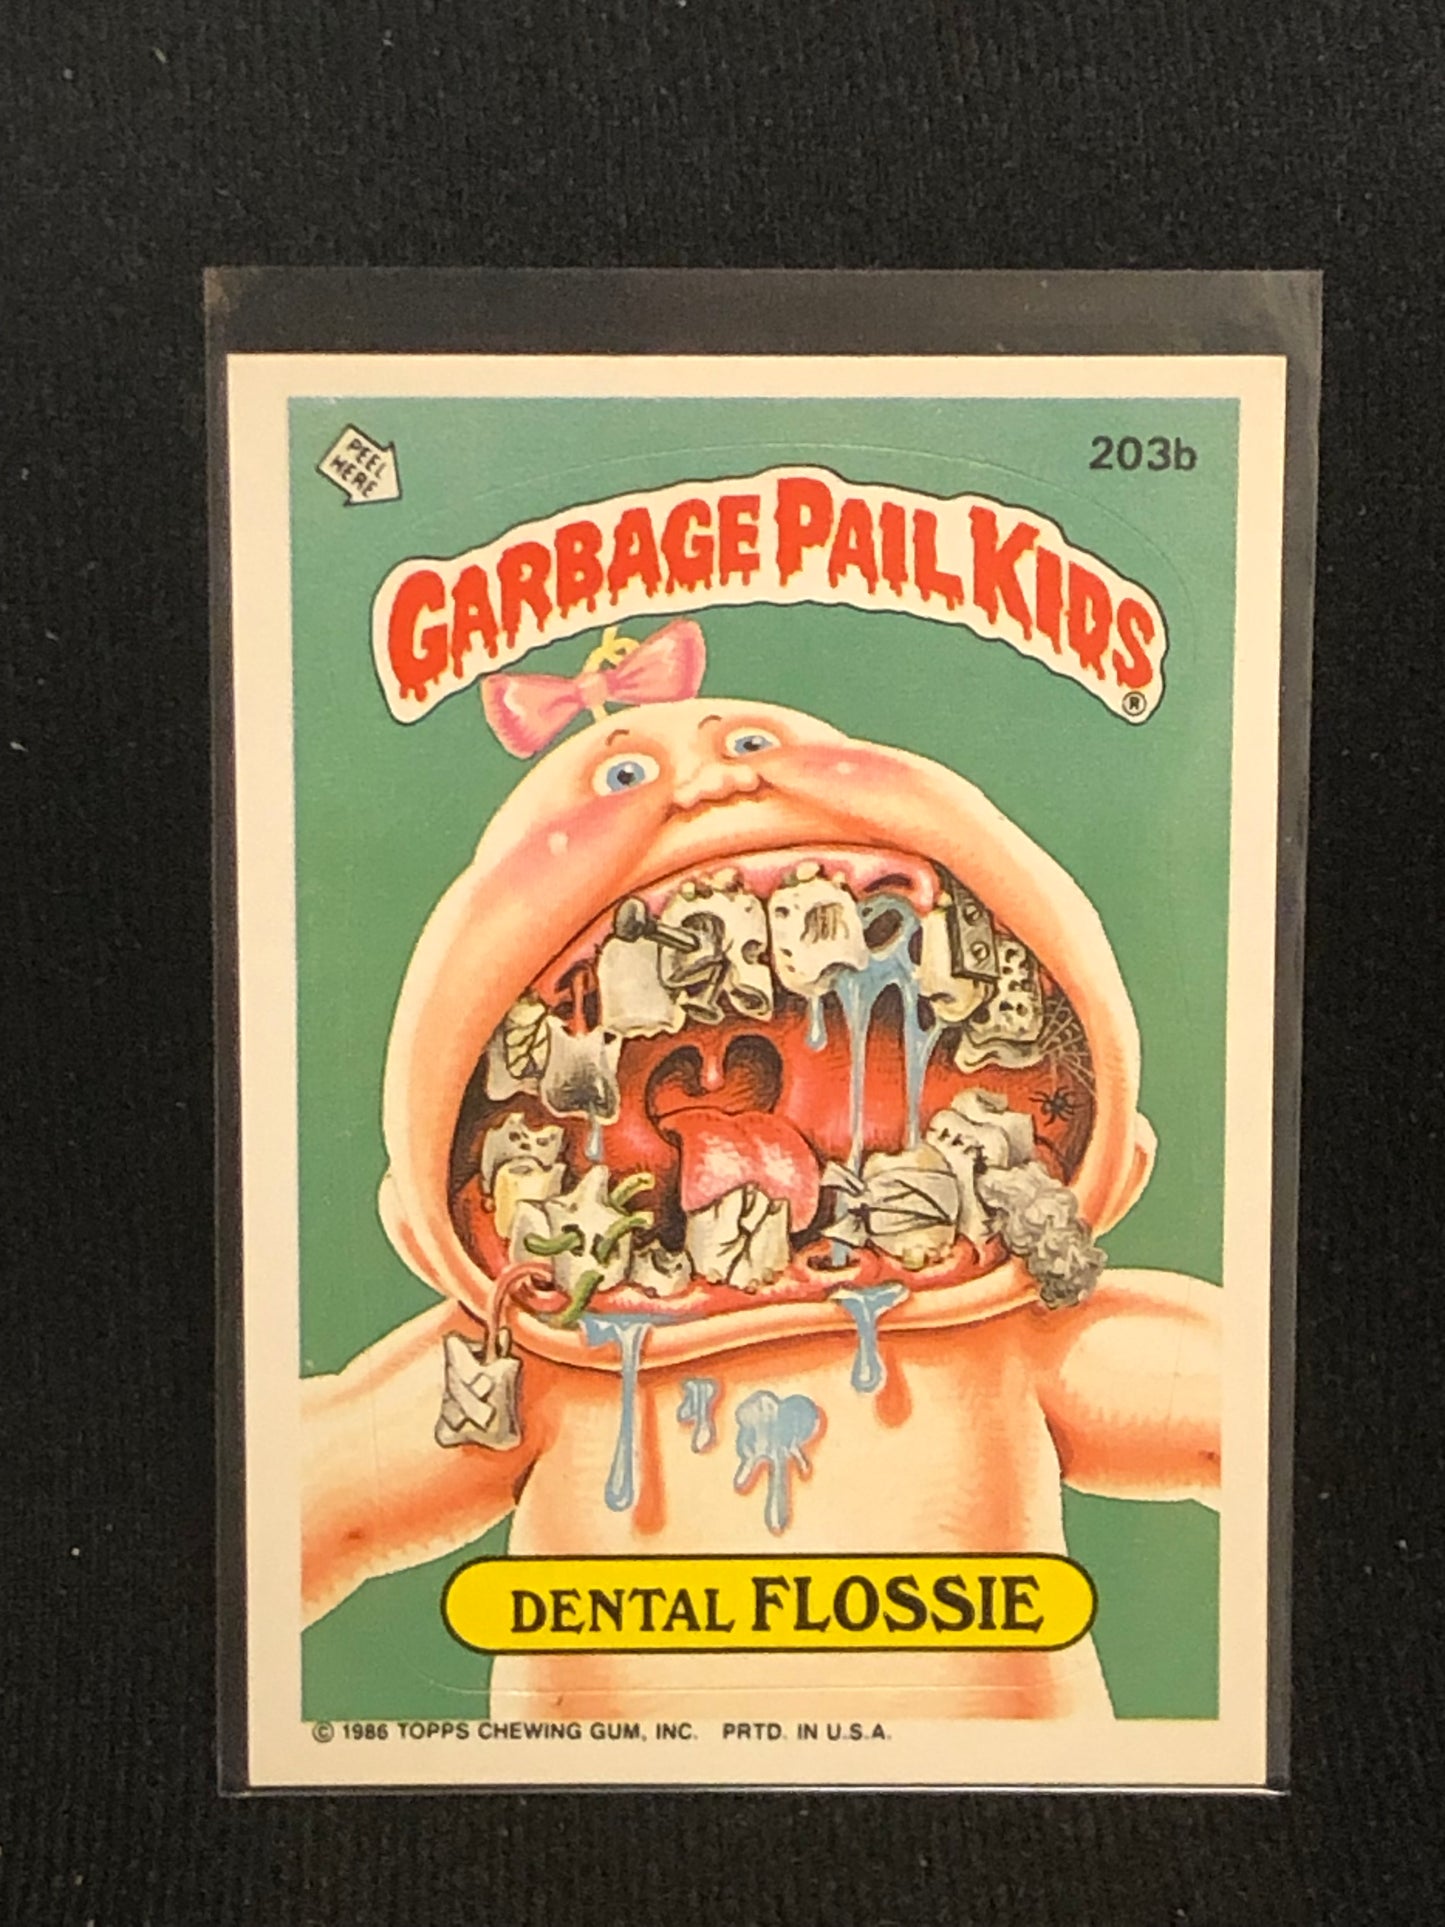 PEEL
HERE
203b
GARBAGE PAIL KIDS
®
DENTAL FLOSSIE
© 1986 TOPPS CHEWING GUM, INC. PRTD. IN U.S.A.